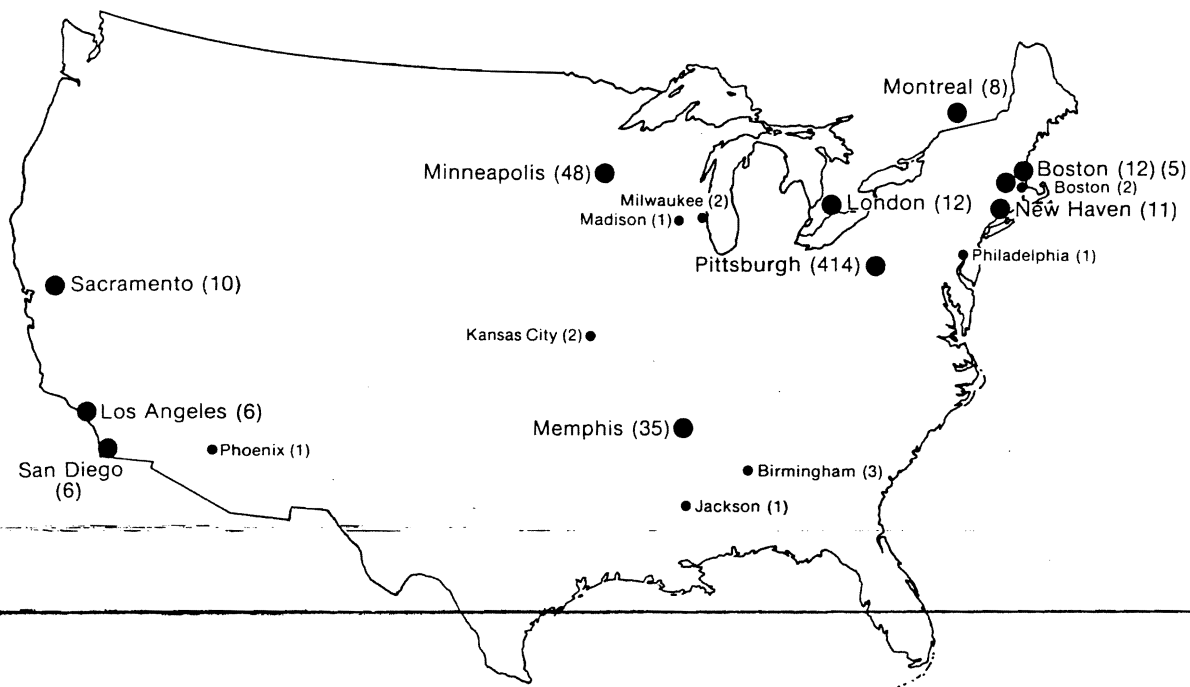 Montreal (8)
Minneapolis (48)
Boston (12) (5)
Boston (2)
Milwaukee (2)
London (12)
New Haven (11)
Madison (1)
Pittsburgh (414)
Philadelphia (1)
Sacramento (10)
Kansas City (2)
Los Angeles (6)
Memphis (35)
Phoenix (1)
San Diego
(6)
Birmingham (3)
Jackson (1)